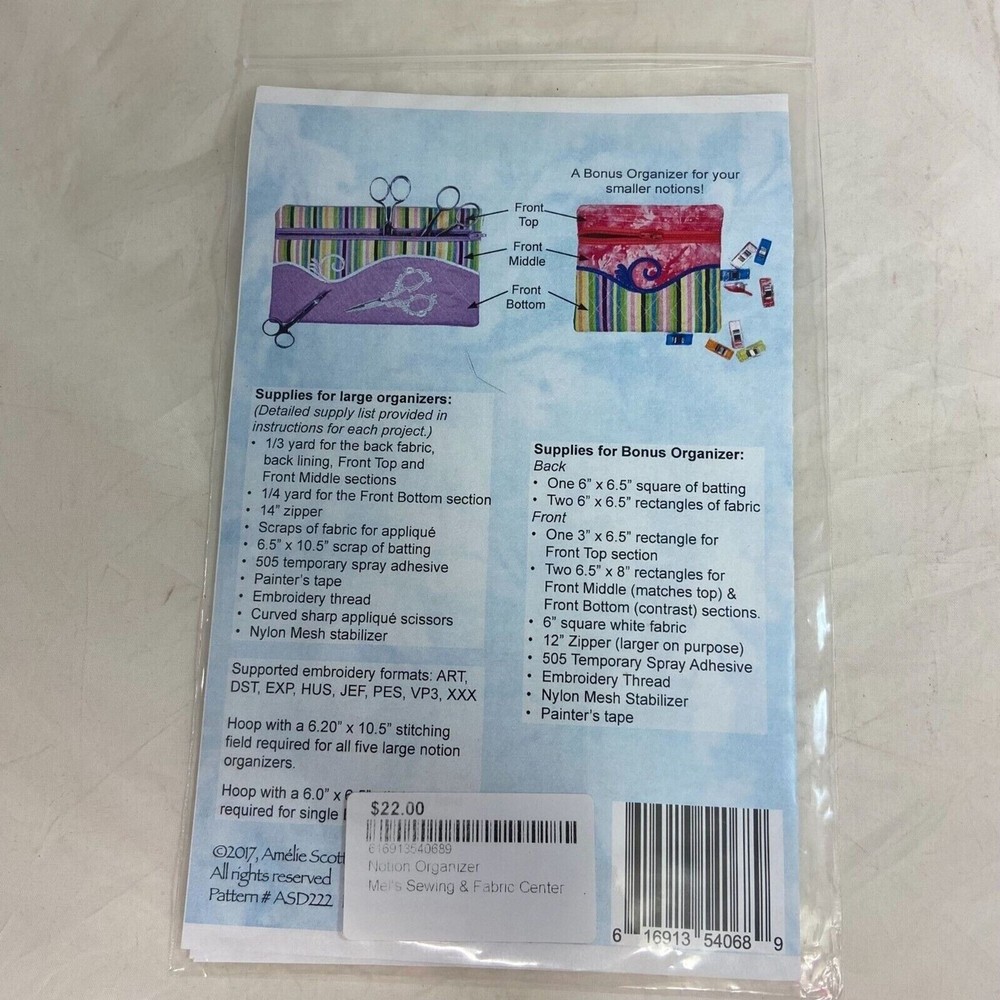 A Bonus Organizer for your
smaller notions!
Front
Top
Front
Middle
Front
Bottom
Supplies for large organizers:
(Detailed supply list provided in
instructions for each project.)
• 1/3 yard for the back fabric,
back lining, Front Top and
Front Middle sections
• 1/4 yard for the Front Bottom section
• 14" zipper
• Scraps of fabric for appliqué
• 6.5" x 10.5" scrap of batting
• 505 temporary spray adhesive
• Painter's tape
• Embroidery thread
• Curved sharp appliqué scissors
• Nylon Mesh stabilizer
Supported embroidery formats: ART,
DST, EXP, HUS, JEF, PES, VP3, XXX
Hoop with a 6.20" x 10.5" stitching
field required for all five large notion
organizers.
Hoop with a 6.0" x
required for single
©2017, Amélie Scott
All rights reserved
Pattern # ASD222
Supplies for Bonus Organizer:
Back
• One 6" x 6.5" square of batting
• Two 6" x 6.5" rectangles of fabric
Front
• One 3" x 6.5" rectangle for
Front Top section
• Two 6.5" x 8" rectangles for
Front Middle (matches top) &
Front Bottom (contrast) sections.
• 6" square white fabric
• 12" Zipper (larger on purpose)
• 505 Temporary Spray Adhesive
• Embroidery Thread
• Nylon Mesh Stabilizer
• Painter's tape
$22.00
616913540689
Notion Organizer
Mel's Sewing & Fabric Center
6 16913 54068 9